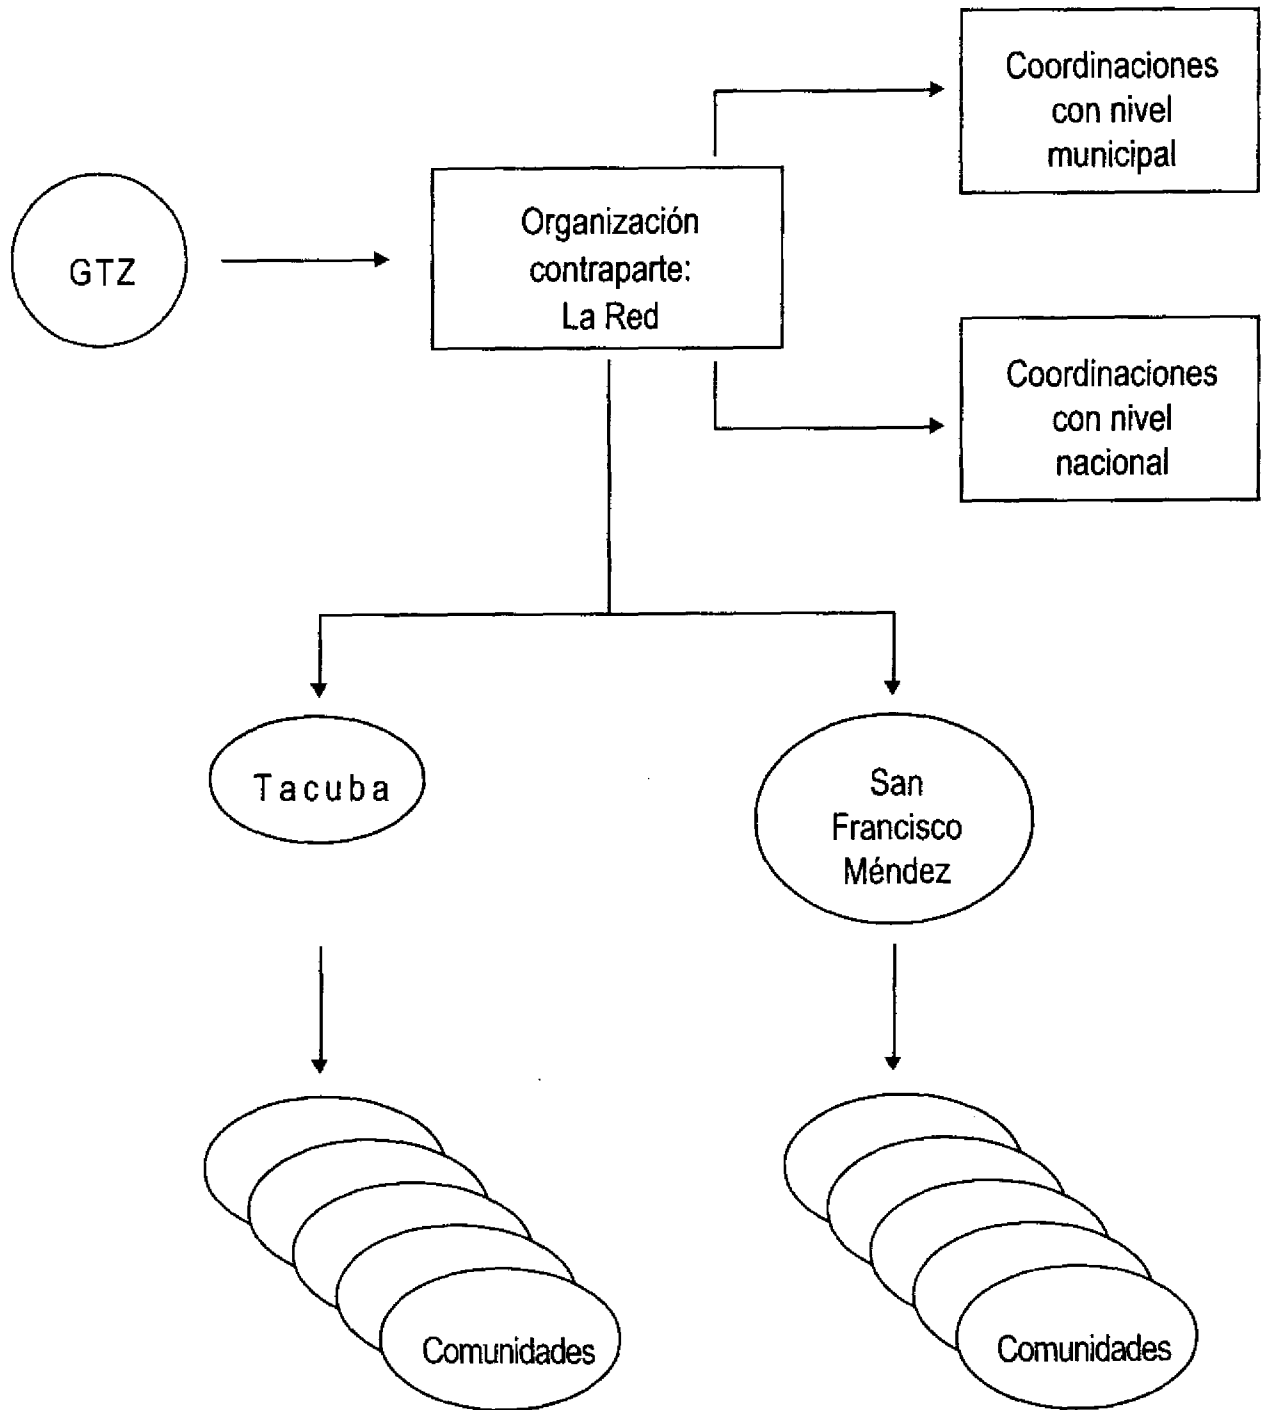 Coordinaciones
con nivel
municipal
GTZ
Organización
contraparte:
La Red
Coordinaciones
con nivel
nacional
Tacuba
San
Francisco
Méndez
Comunidades
Comunidades